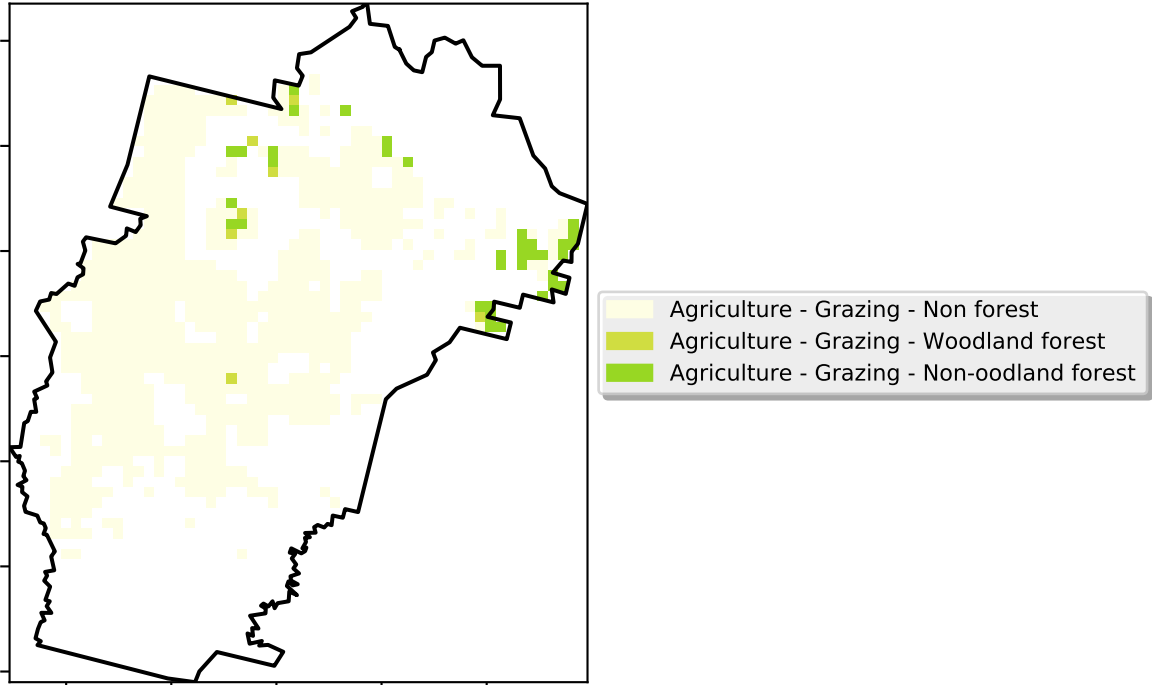 Agriculture - Grazing - Non forest
Agriculture - Grazing - Woodland forest
Agriculture - Grazing - Non-oodland forest